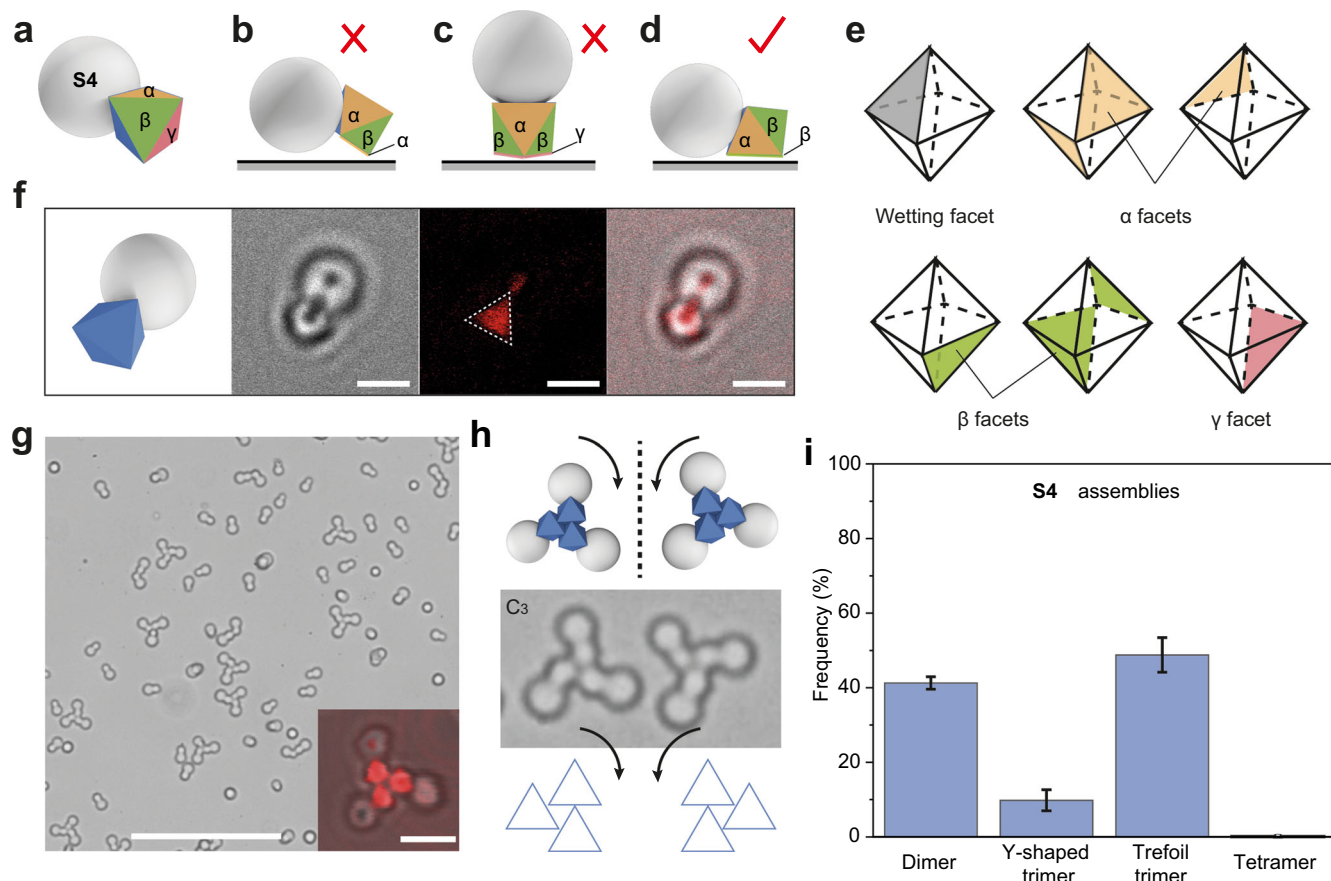 a
S4
α
β
γ
b
α
β
α
c
α
β
β
γ
d
β
α
β
e
Wetting facet
α facets
β facets
γ facet
f
g
h
C3
i
S4 assemblies
Frequency (%)
100
80
60
40
20
0
Dimer
Y-shaped
trimer
Trefoil
trimer
Tetramer